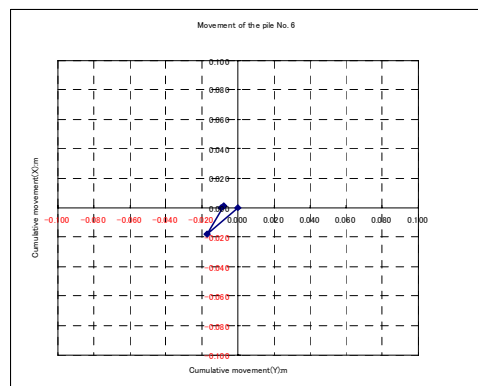 Movement of the pile No. 6
0.100
0.080
0.060
0.040
0.020
0.000
-0.100 -0.080 -0.060 -0.040 -0.020 0.000 0.020 0.040 0.060 0.080 0.100
-0.020
-0.040
-0.060
-0.080
-0.100
Cumulative movement(X):m
Cumulative movement(Y):m